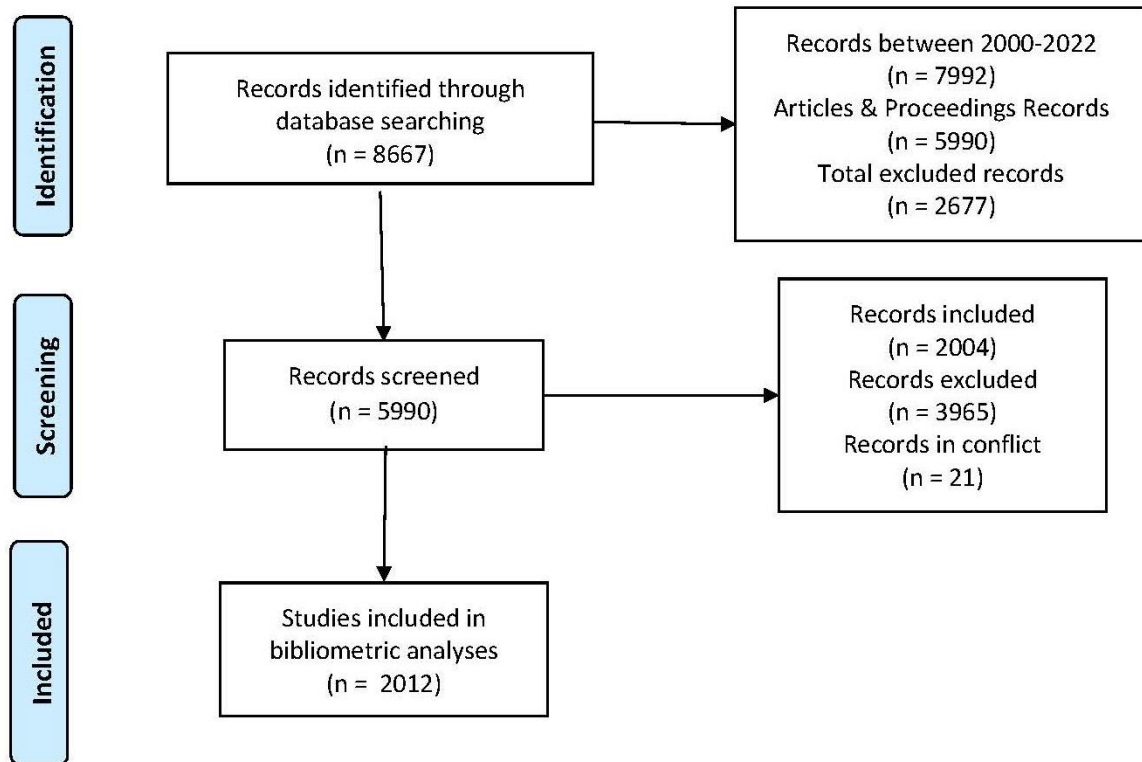 Identification
Records identified through
database searching
(n = 8667)
Records between 2000-2022
(n = 7992)
Articles & Proceedings Records
(n = 5990)
Total excluded records
(n = 2677)
Screening
Records screened
(n = 5990)
Records included
(n = 2004)
Records excluded
(n = 3965)
Records in conflict
(n = 21)
Included
Studies included in
bibliometric analyses
(n = 2012)